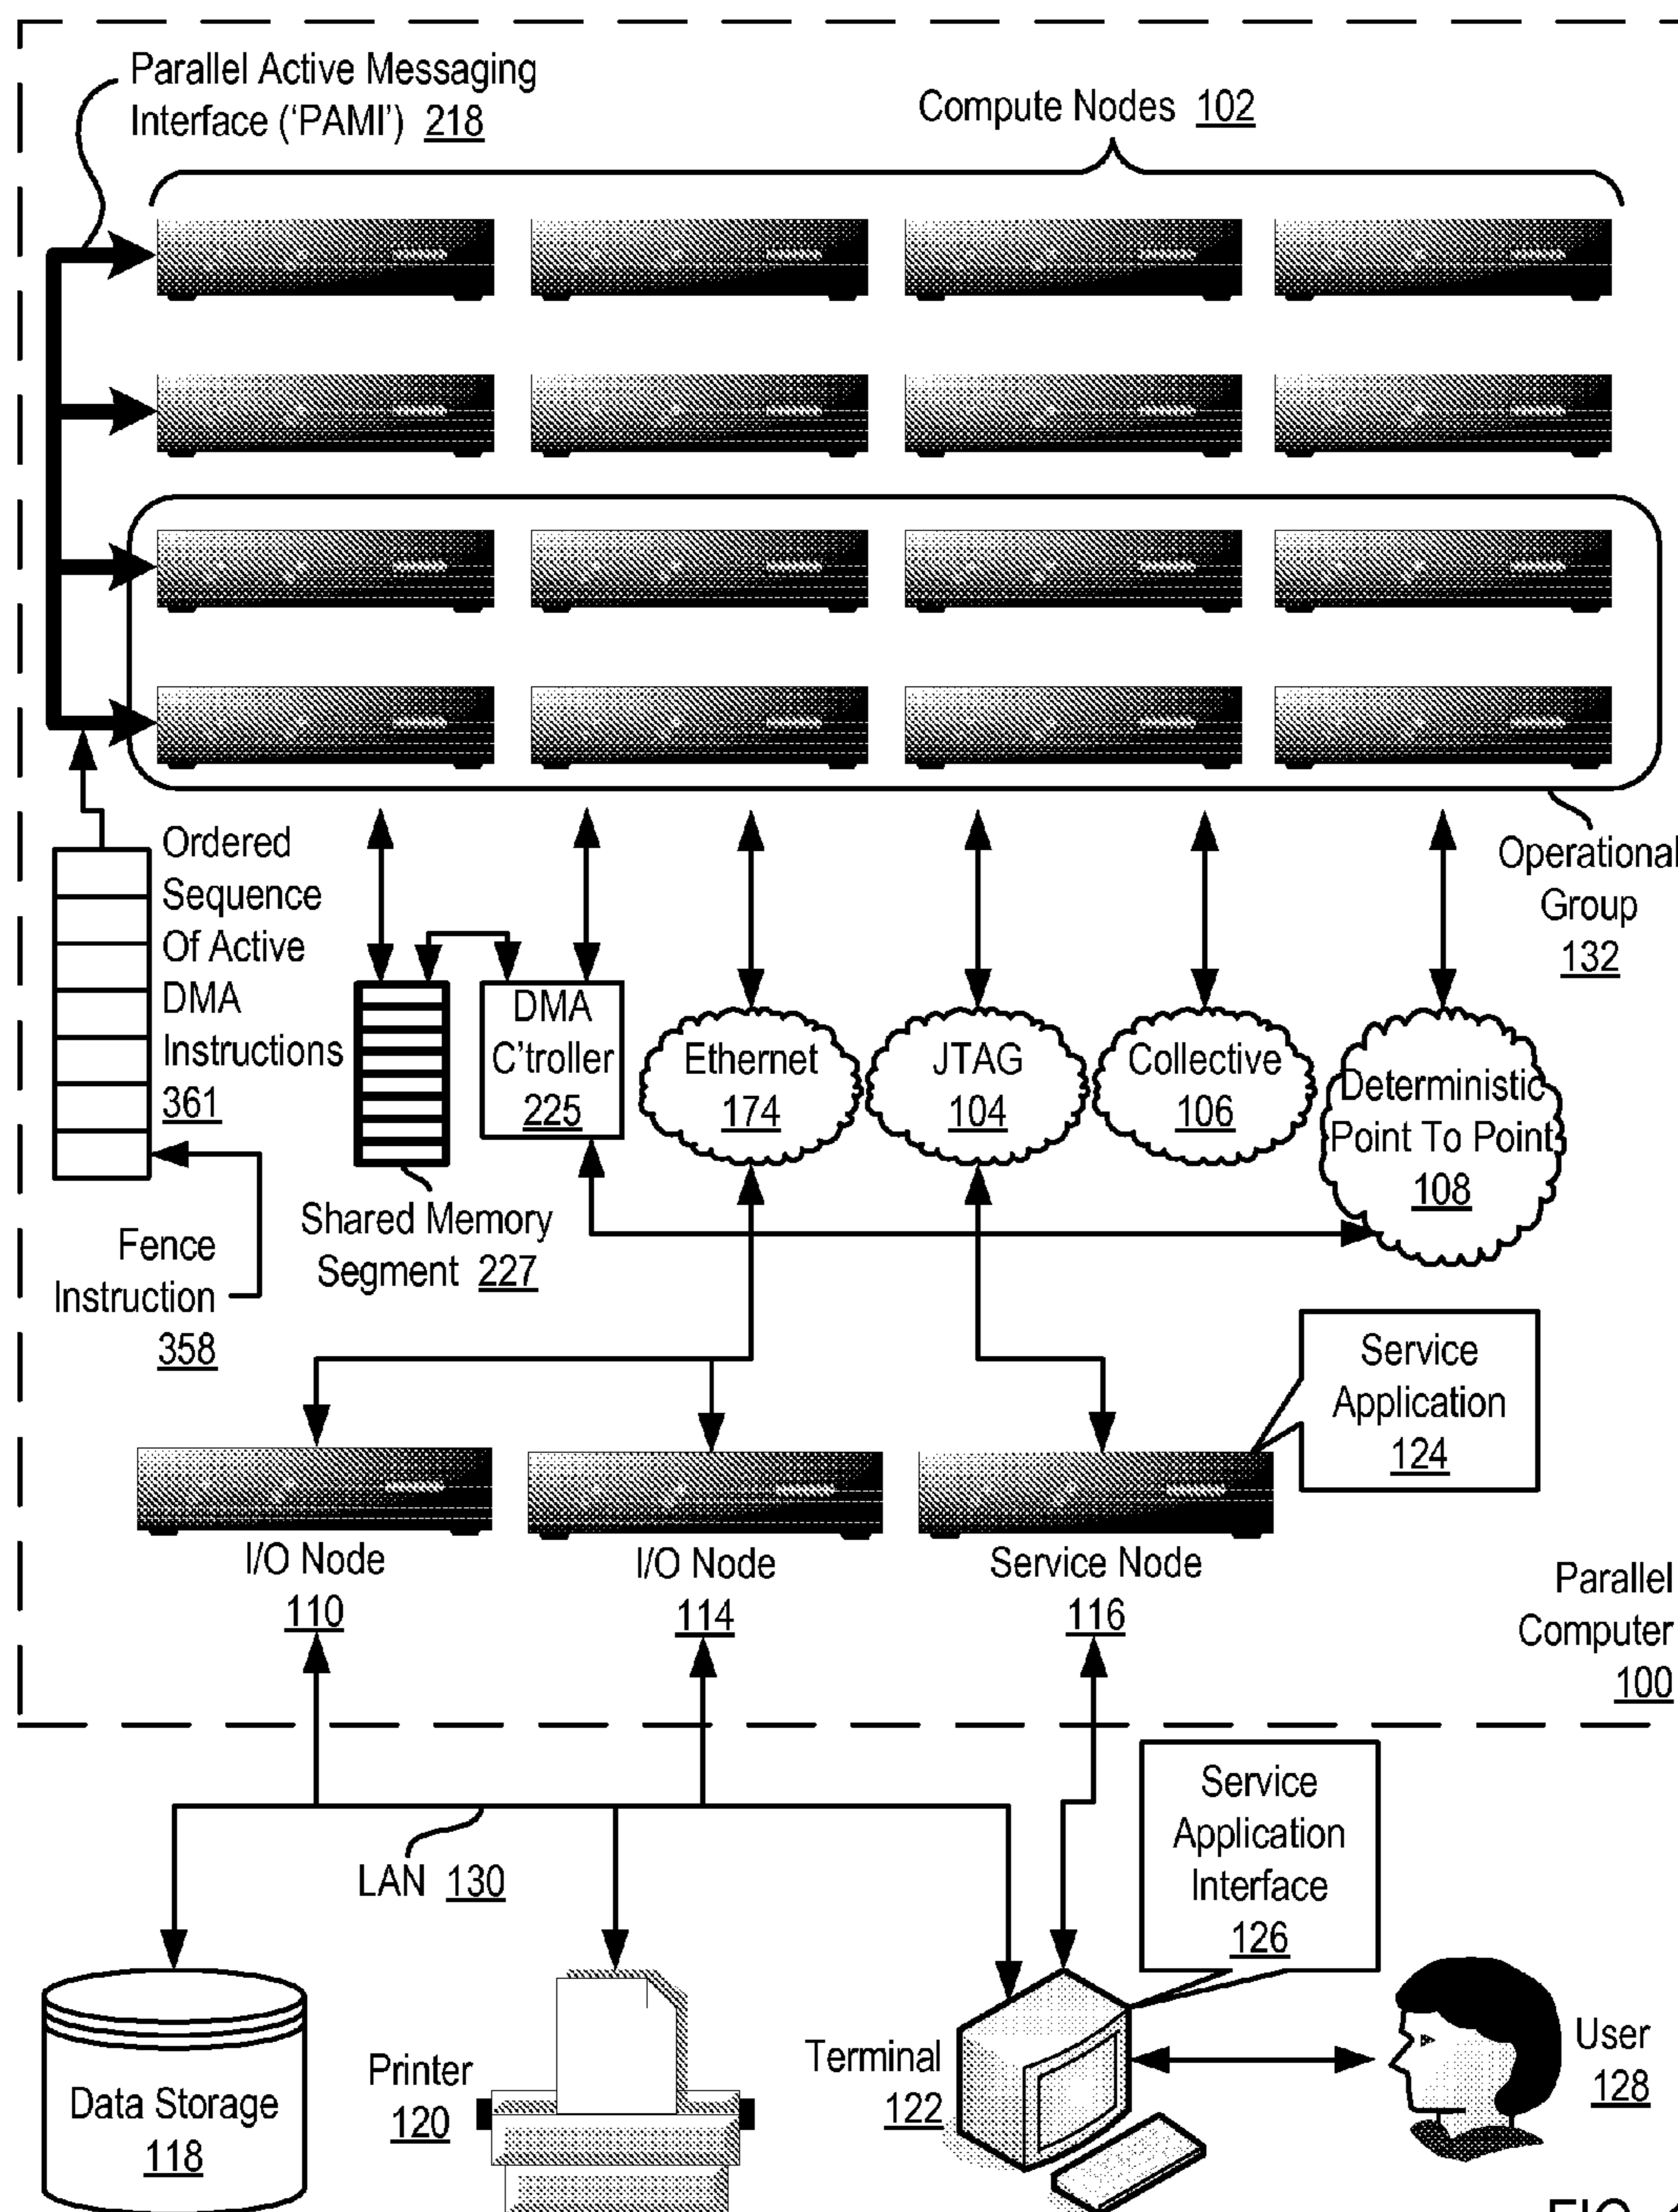 Parallel Active Messaging
Interface (‘PAMI’) 218
Compute Nodes 102
Ordered
Sequence
Of Active
DMA
Instructions
361
Operational
Group
132
DMA
C'troller
225
Ethernet
174
JTAG
104
Collective
106
Deterministic
Point To Point
108
Shared Memory
Segment 227
Fence
Instruction
358
Service
Application
124
I/O Node
110
I/O Node
114
Service Node
116
Parallel
Computer
100
LAN 130
Service
Application
Interface
126
Data Storage
118
Printer
120
Terminal
122
User
128